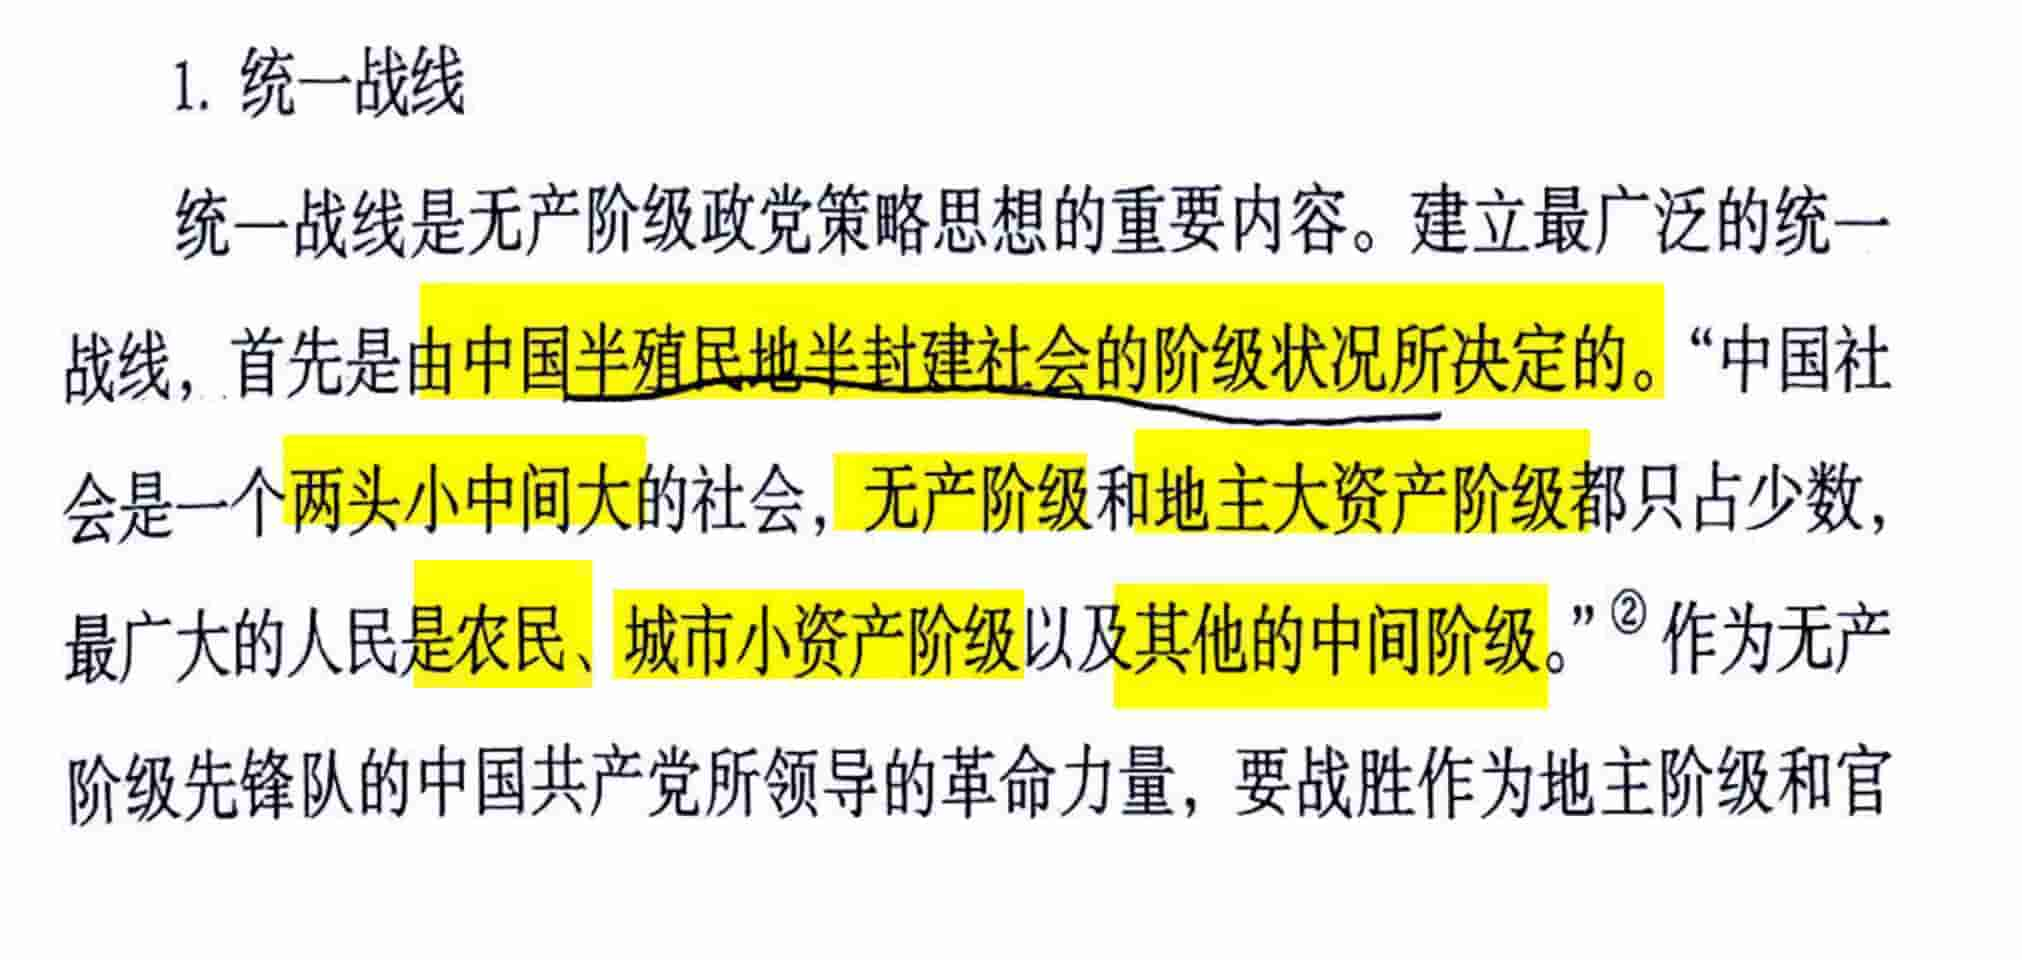 1. 统一战线
统一战线是无产阶级政党策略思想的重要内容。建立最广泛的统一
战线，首先是由中国半殖民地半封建社会的阶级状况所决定的。“中国社
会是一个两头小中间大的社会，无产阶级和地主大资产阶级都只占少数，
最广大的人民是农民、城市小资产阶级以及其他的中间阶级。”②作为无产
阶级先锋队的中国共产党所领导的革命力量，要战胜作为地主阶级和官